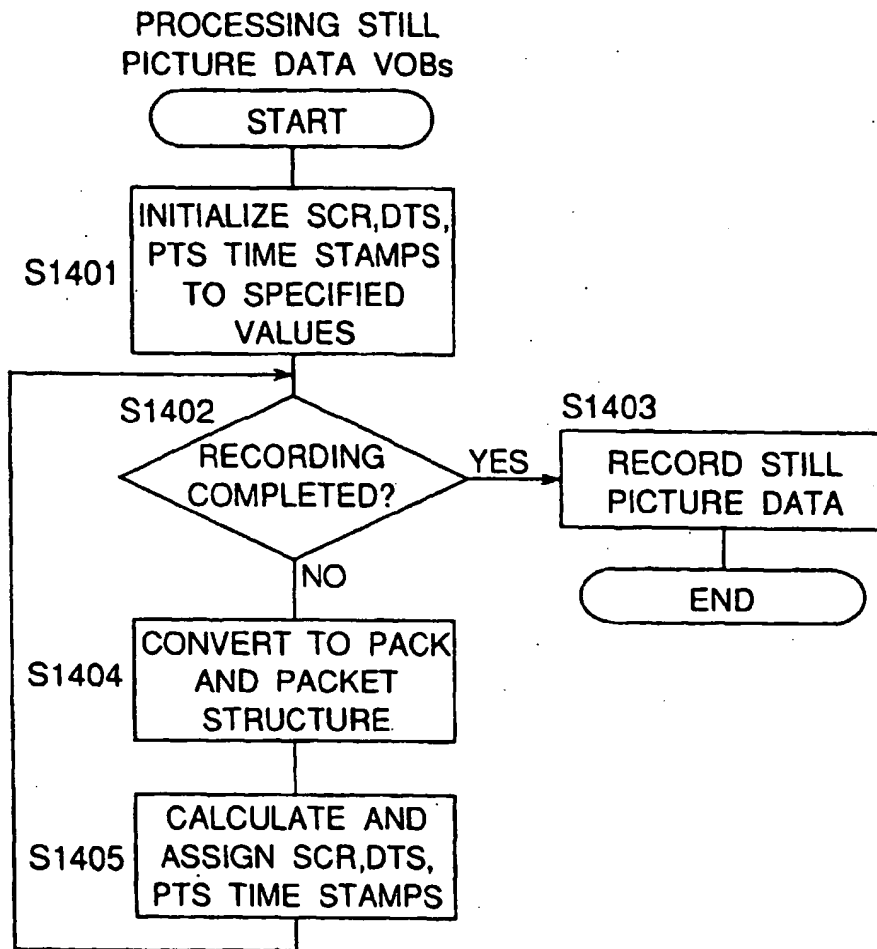 PROCESSING STILL
PICTURE DATA VOBs
START
S1401
INITIALIZE SCR,DTS,
PTS TIME STAMPS
TO SPECIFIED
VALUES
S1402
RECORDING
COMPLETED?
YES
NO
S1403
RECORD STILL
PICTURE DATA
END
S1404
CONVERT TO PACK
AND PACKET
STRUCTURE
S1405
CALCULATE AND
ASSIGN SCR,DTS,
PTS TIME STAMPS